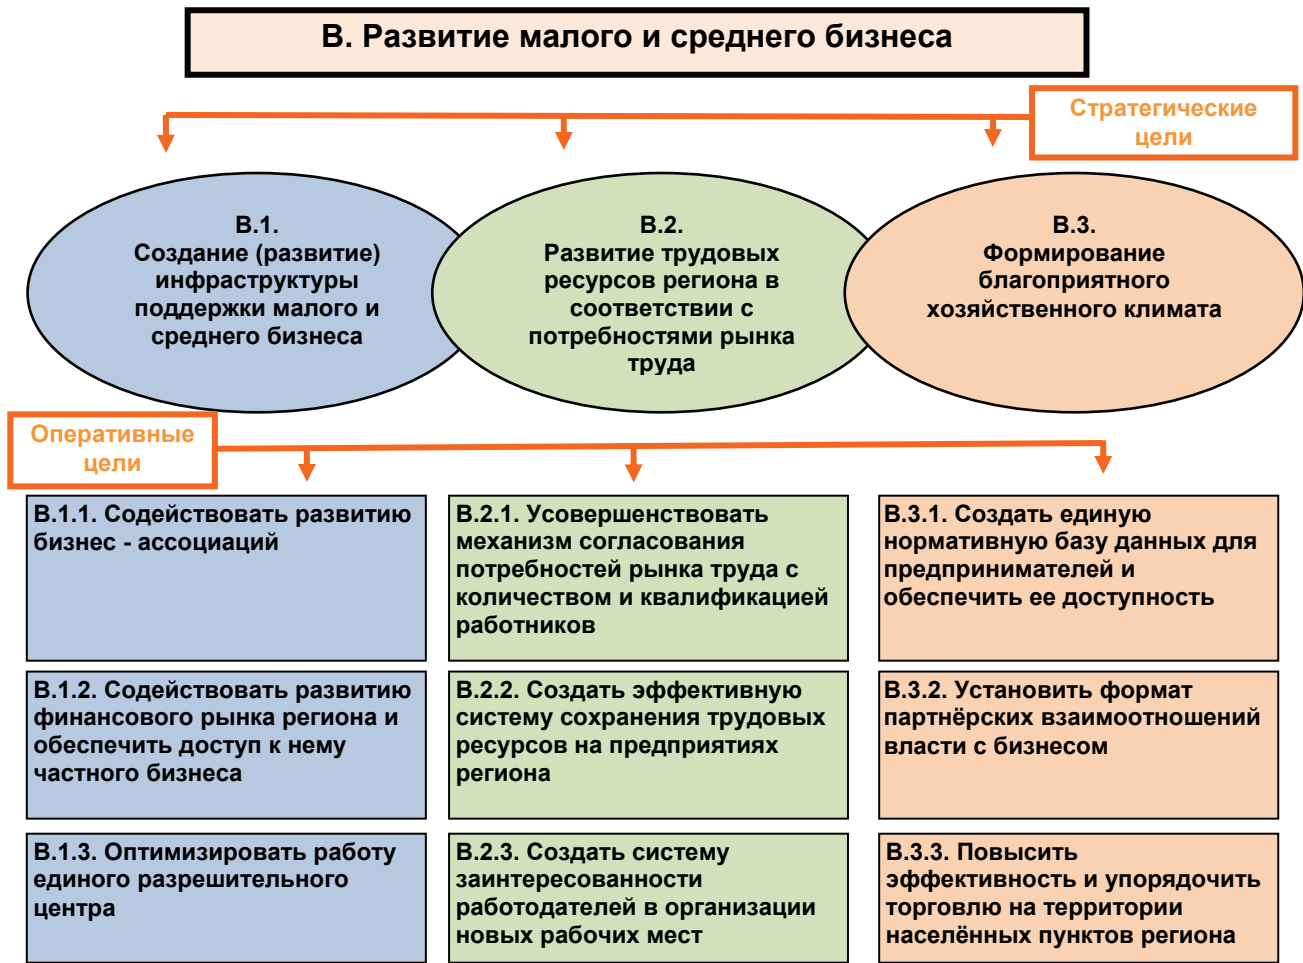 В. Развитие малого и среднего бизнеса
Стратегические
цели
В.1.
Создание (развитие)
инфраструктуры
поддержки малого и
среднего бизнеса
В.2.
Развитие трудовых
ресурсов региона в
соответствии с
потребностями рынка
труда
В.3.
Формирование
благоприятного
хозяйственного климата
Оперативные
цели
В.1.1. Содействовать развитию
бизнес - ассоциаций
В.2.1. Усовершенствовать
механизм согласования
потребностей рынка труда с
количеством и квалификацией
работников
В.3.1. Создать единую
нормативную базу данных для
предпринимателей и
обеспечить ее доступность
В.1.2. Содействовать развитию
финансового рынка региона и
обеспечить доступ к нему
частного бизнеса
В.2.2. Создать эффективную
систему сохранения трудовых
ресурсов на предприятиях
региона
В.3.2. Установить формат
партнёрских взаимоотношений
власти с бизнесом
В.1.3. Оптимизировать работу
единого разрешительного
центра
В.2.3. Создать систему
заинтересованности
работодателей в организации
новых рабочих мест
В.3.3. Повысить
эффективность и упорядочить
торговлю на территории
населённых пунктов региона